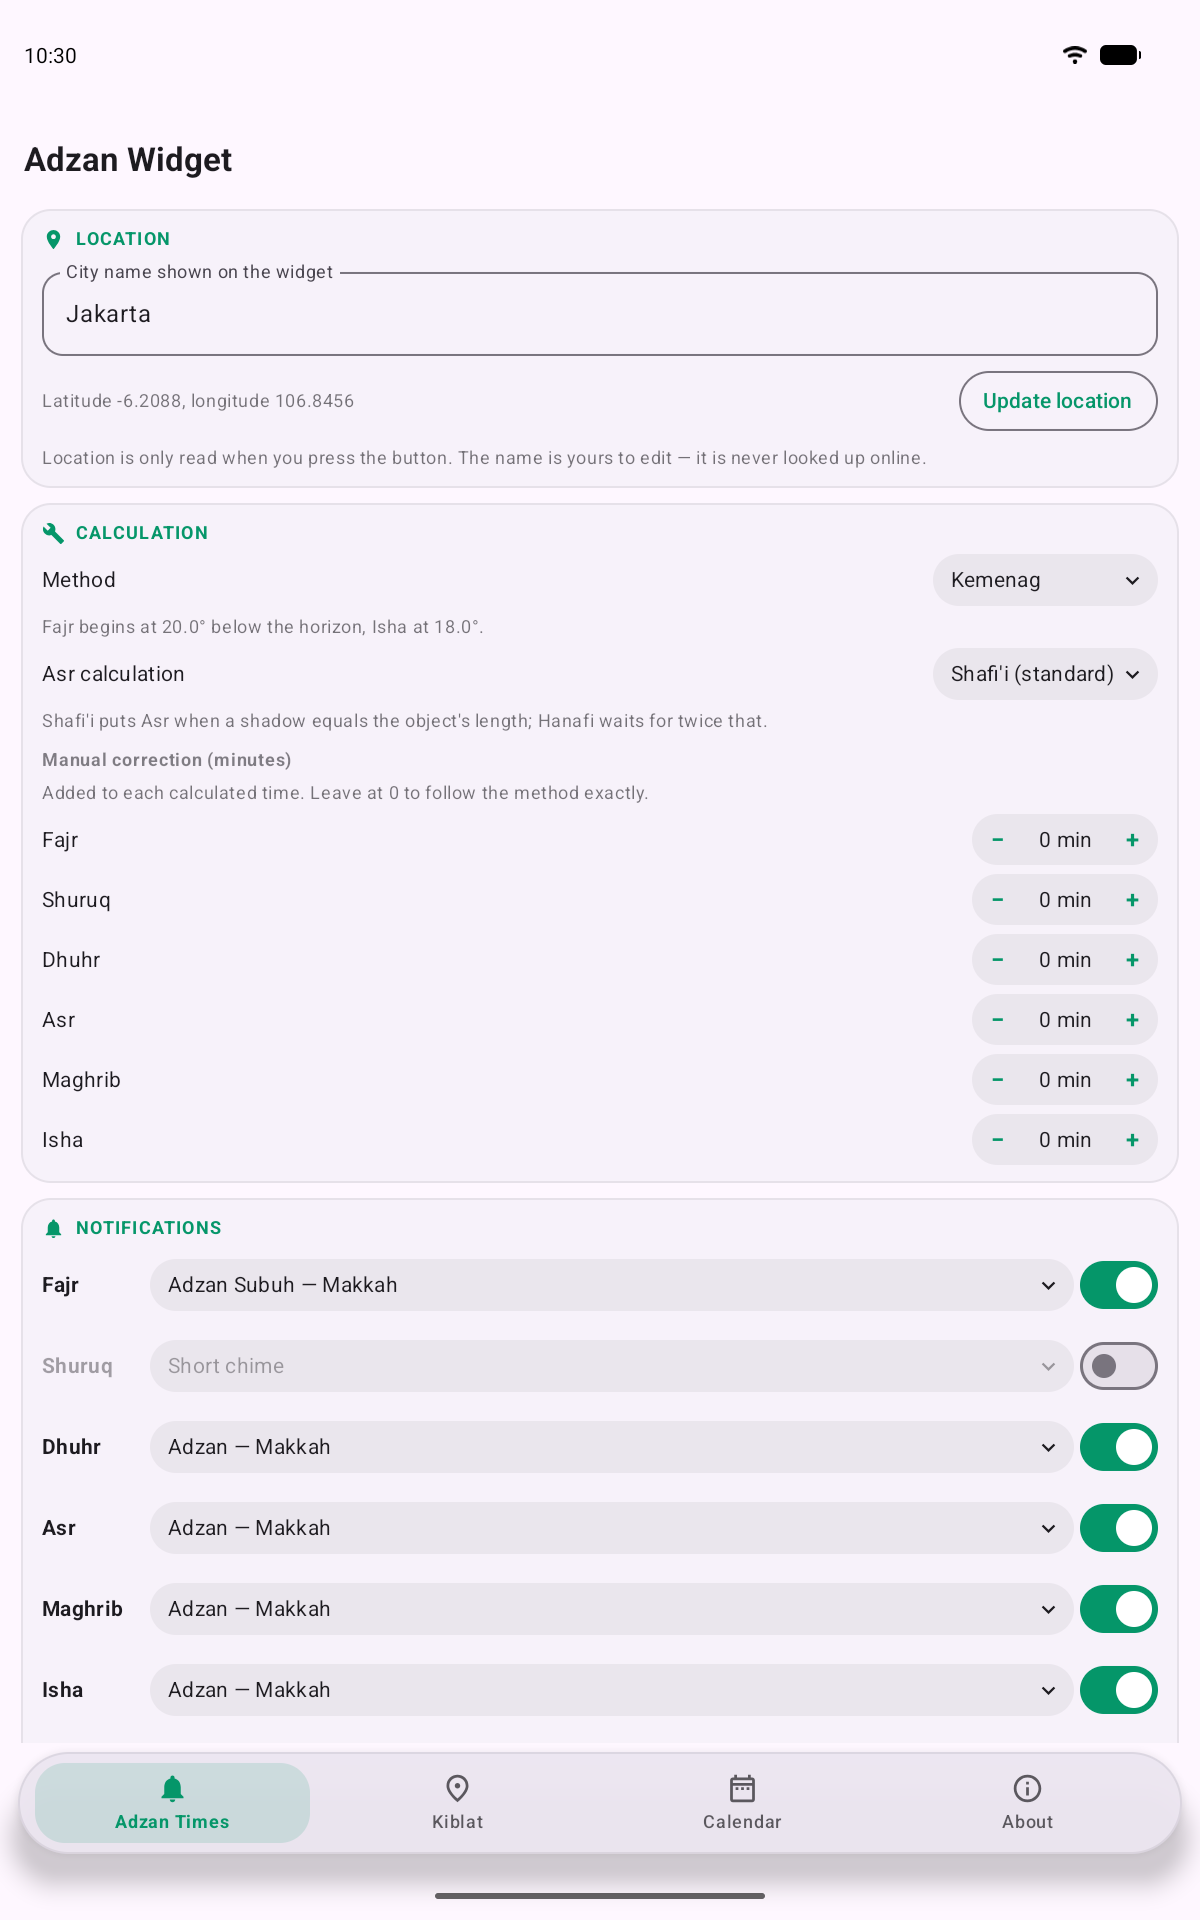 10:30
Adzan Widget
LOCATION
City name shown on the widget
Jakarta
Latitude -6.2088, longitude 106.8456
Update location
Location is only read when you press the button. The name is yours to edit — it is never looked up online.
CALCULATION
Method
Kemenag
Fajr begins at 20.0° below the horizon, Isha at 18.0°.
Asr calculation
Shafi'i (standard)
Shafi'i puts Asr when a shadow equals the object's length; Hanafi waits for twice that.
Manual correction (minutes)
Added to each calculated time. Leave at 0 to follow the method exactly.
Fajr − 0 min +
Shuruq − 0 min +
Dhuhr − 0 min +
Asr − 0 min +
Maghrib − 0 min +
Isha − 0 min +
NOTIFICATIONS
Fajr Adzan Subuh — Makkah
Shuruq Short chime
Dhuhr Adzan — Makkah
Asr Adzan — Makkah
Maghrib Adzan — Makkah
Isha Adzan — Makkah
Adzan Times Kiblat Calendar About